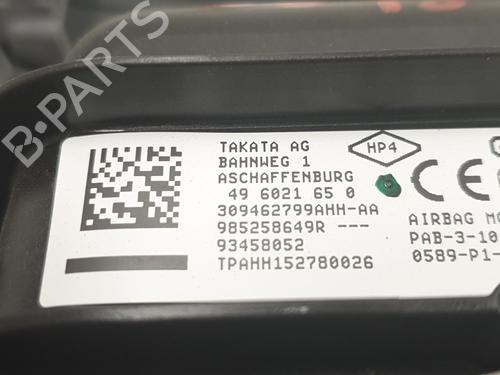 B-PARTS
TAKATA AG
BAHNWEG 1
ASCHAFFENBURG
49 6021 65 0
309462799AHH-AA
985258649R ---
93458052
TPAHH152780026
HP4
CE
AIRBAG MO
PAB-3-10
0589-P1-